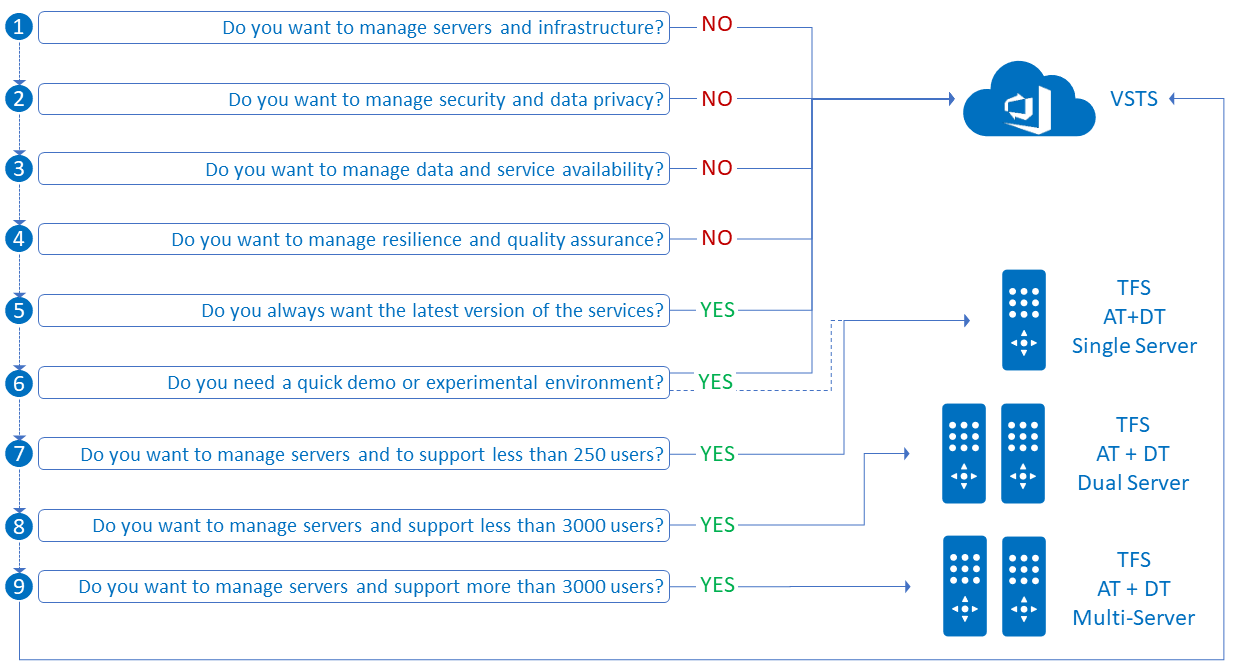 1 Do you want to manage servers and infrastructure? NO
2 Do you want to manage security and data privacy? NO VSTS
3 Do you want to manage data and service availability? NO
4 Do you want to manage resilience and quality assurance? NO
5 Do you always want the latest version of the services? YES
TFS
AT+DT
Single Server
6 Do you need a quick demo or experimental environment? YES
7 Do you want to manage servers and to support less than 250 users? YES
TFS
AT + DT
Dual Server
8 Do you want to manage servers and support less than 3000 users? YES
9 Do you want to manage servers and support more than 3000 users? YES
TFS
AT + DT
Multi-Server